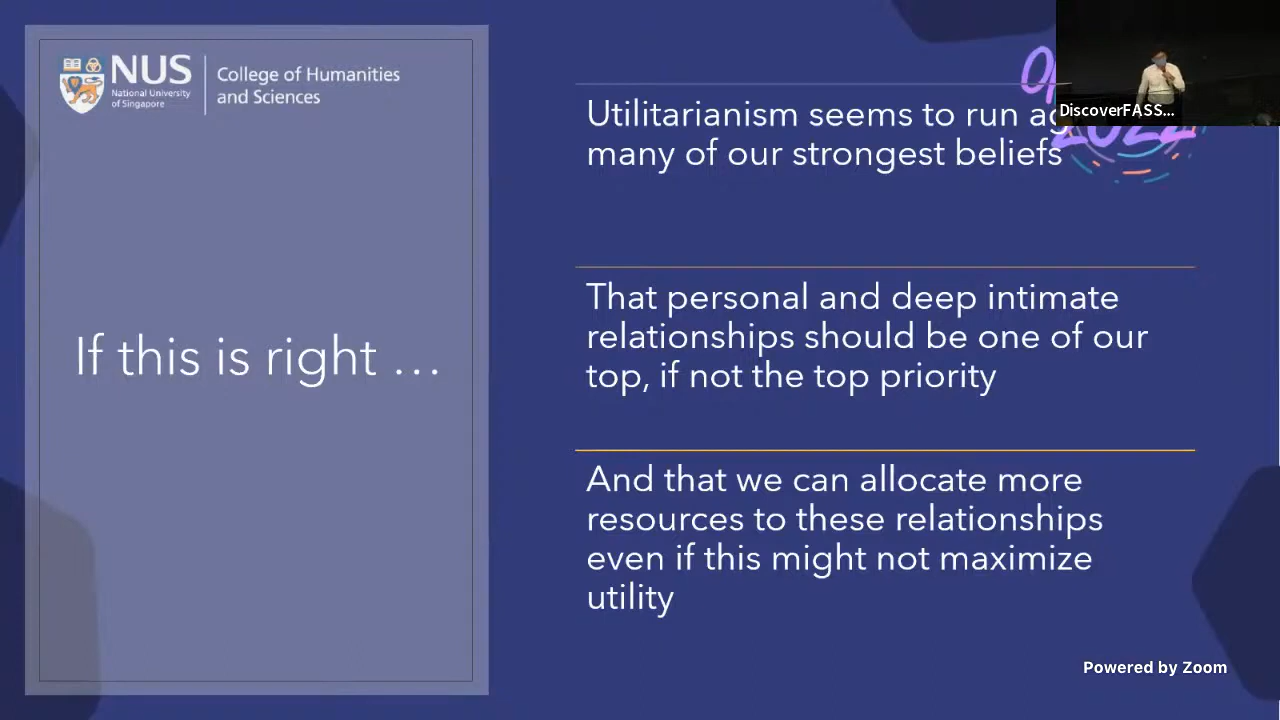 NUS
National University
of Singapore
College of Humanities
and Sciences
If this is right ...
Utilitarianism seems to run
many of our strongest beliefs
That personal and deep intimate
relationships should be one of our
top, if not the top priority
And that we can allocate more
resources to these relationships
even if this might not maximize
utility
DiscoverFASS...
2022
Powered by Zoom